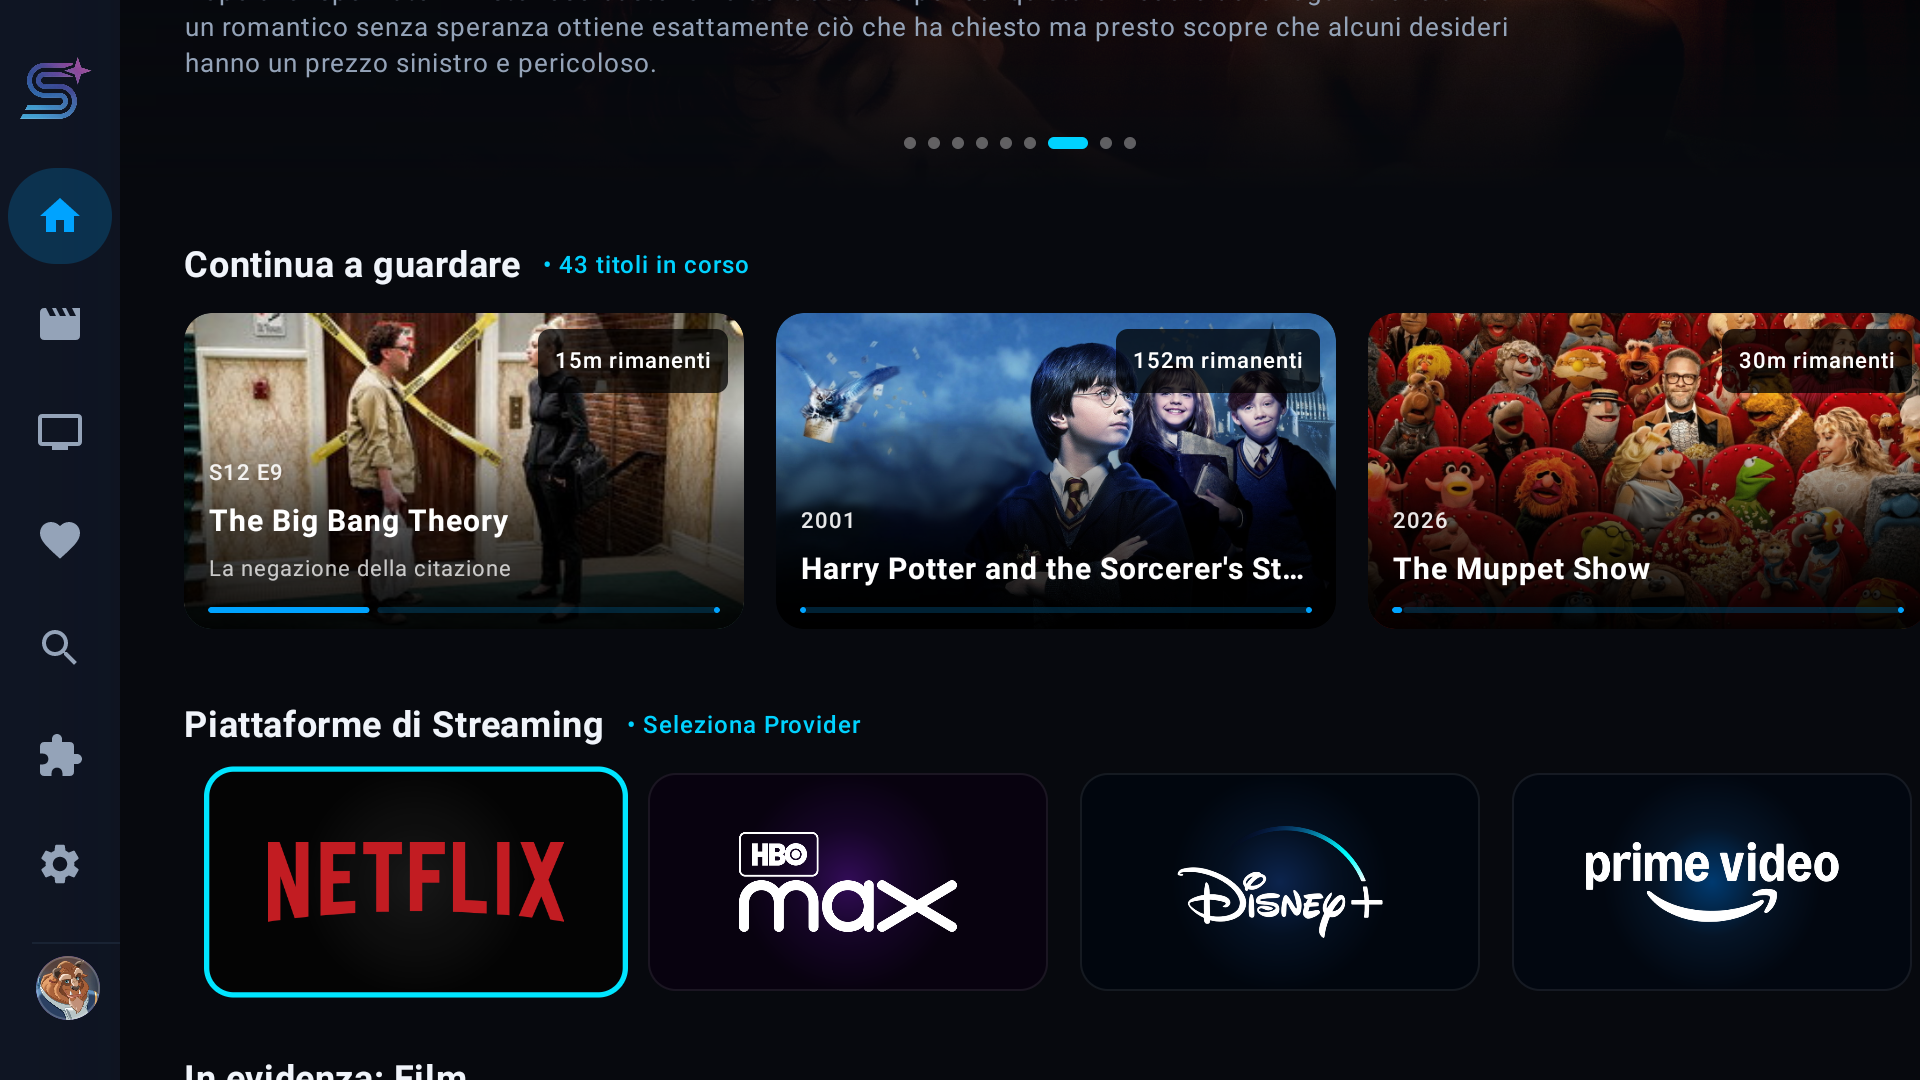 un romantico senza speranza ottiene esattamente ciò che ha chiesto ma presto scopre che alcuni desideri
hanno un prezzo sinistro e pericoloso.
Continua a guardare • 43 titoli in corso
15m rimanenti
S12 E9
The Big Bang Theory
La negazione della citazione
152m rimanenti
2001
Harry Potter and the Sorcerer's St...
30m rimanenti
2026
The Muppet Show
Piattaforme di Streaming • Seleziona Provider
NETFLIX
HBO
max
Disney+
prime video
In evidenza: Film